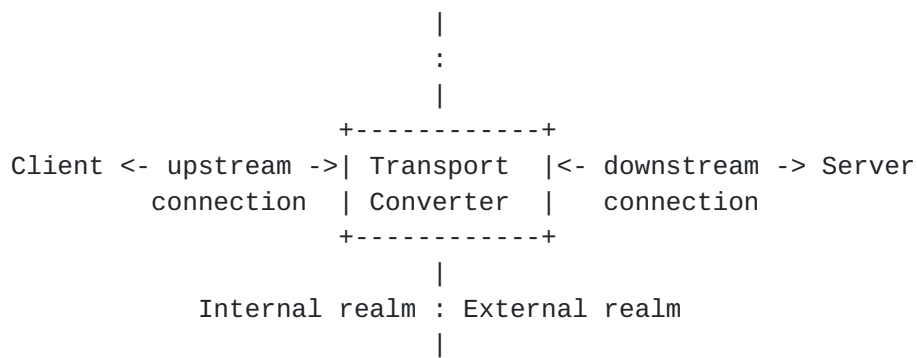 |
:
|
+------------+
Client <- upstream ->| Transport |<- downstream -> Server
connection | Converter | connection
+------------+
|
Internal realm : External realm
|